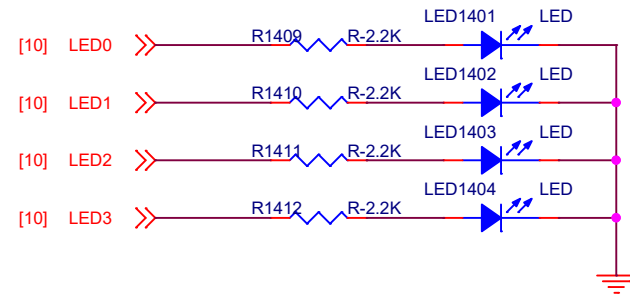 LED1401 LED
[10] LED0 R1409 R-2.2K
LED1402 LED
[10] LED1 R1410 R-2.2K
LED1403 LED
[10] LED2 R1411 R-2.2K
LED1404 LED
[10] LED3 R1412 R-2.2K